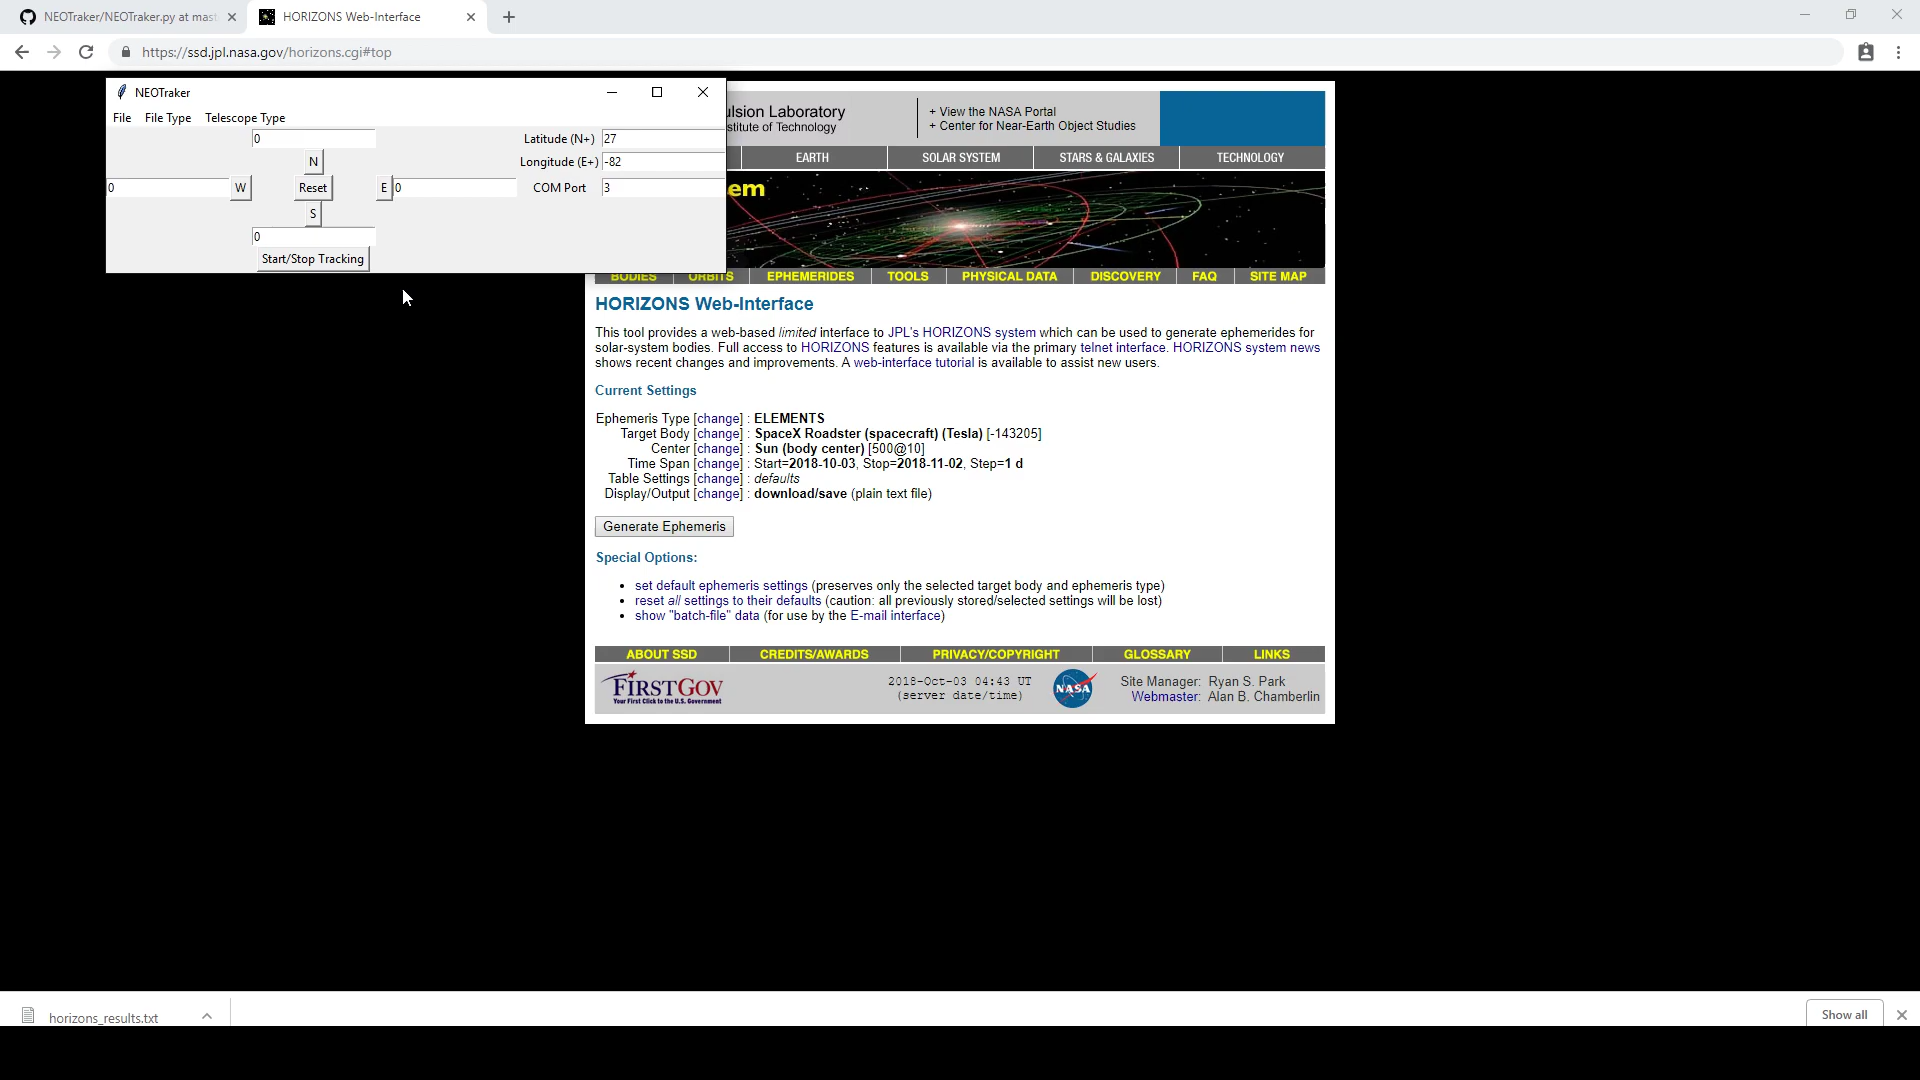 NEOTraker/NEOTraker.py at mast
HORIZONS Web-Interface
https://ssd.jpl.nasa.gov/horizons.cgi#top
NEOTraker
File File Type Telescope Type
0
Latitude (N+) 27
N
Longitude (E+) -82
0 W Reset E 0
COM Port 3
S
0
Start/Stop Tracking
ulsion Laboratory
stitute of Technology
+ View the NASA Portal
+ Center for Near-Earth Object Studies
EARTH SOLAR SYSTEM STARS & GALAXIES TECHNOLOGY
em
BODIES ORBITS EPHEMERIDES TOOLS PHYSICAL DATA DISCOVERY FAQ SITE MAP
HORIZONS Web-Interface
This tool provides a web-based limited interface to JPL's HORIZONS system which can be used to generate ephemerides for
solar-system bodies. Full access to HORIZONS features is available via the primary telnet interface. HORIZONS system news
shows recent changes and improvements. A web-interface tutorial is available to assist new users.
Current Settings
Ephemeris Type [change] : ELEMENTS
Target Body [change] : SpaceX Roadster (spacecraft) (Tesla) [-143205]
Center [change] : Sun (body center) [500@10]
Time Span [change] : Start=2018-10-03, Stop=2018-11-02, Step=1 d
Table Settings [change] : defaults
Display/Output [change] : download/save (plain text file)
Generate Ephemeris
Special Options:
• set default ephemeris settings (preserves only the selected target body and ephemeris type)
• reset all settings to their defaults (caution: all previously stored/selected settings will be lost)
• show "batch-file" data (for use by the E-mail interface)
ABOUT SSD CREDITS/AWARDS PRIVACY/COPYRIGHT GLOSSARY LINKS
FIRSTGOV
Your First Click to the U.S. Government
2018-Oct-03 04:43 UT
(server date/time)
NASA
Site Manager: Ryan S. Park
Webmaster: Alan B. Chamberlin
horizons_results.txt
Show all